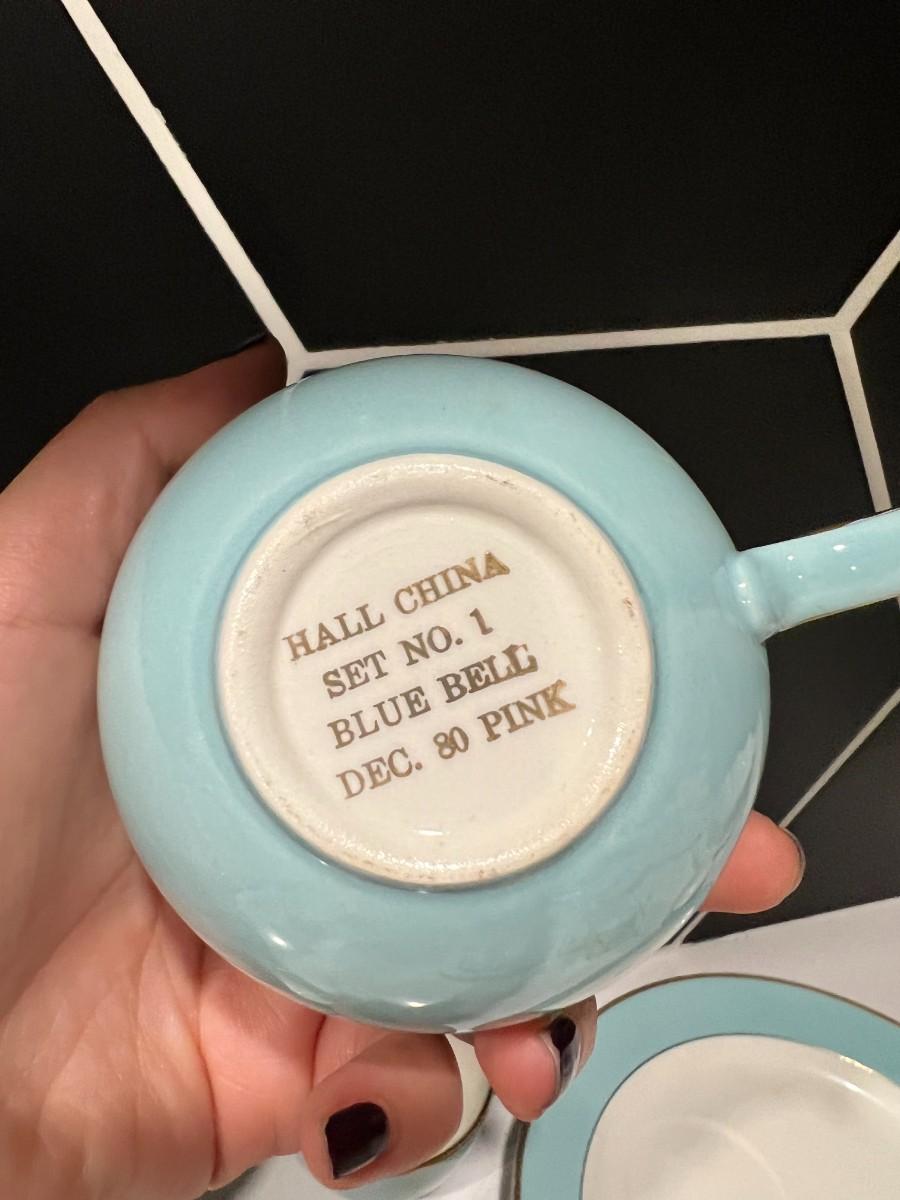 HALL CHINA
SET NO. 1
BLUE BELL
DEC. 80 PINK